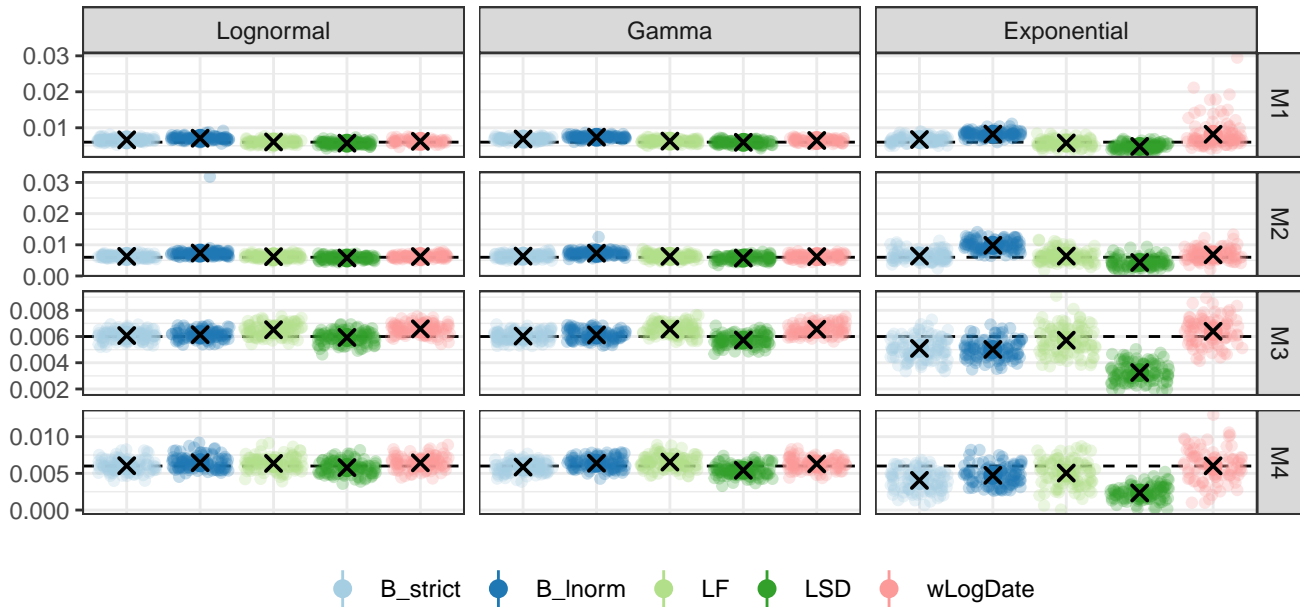 Lognormal Gamma Exponential
0.03
0.02
0.01
M1
0.03
0.02
0.01
0.00
M2
0.008
0.006
0.004
0.002
M3
0.010
0.005
0.000
M4
B_strict B_lnorm LF LSD wLogDate